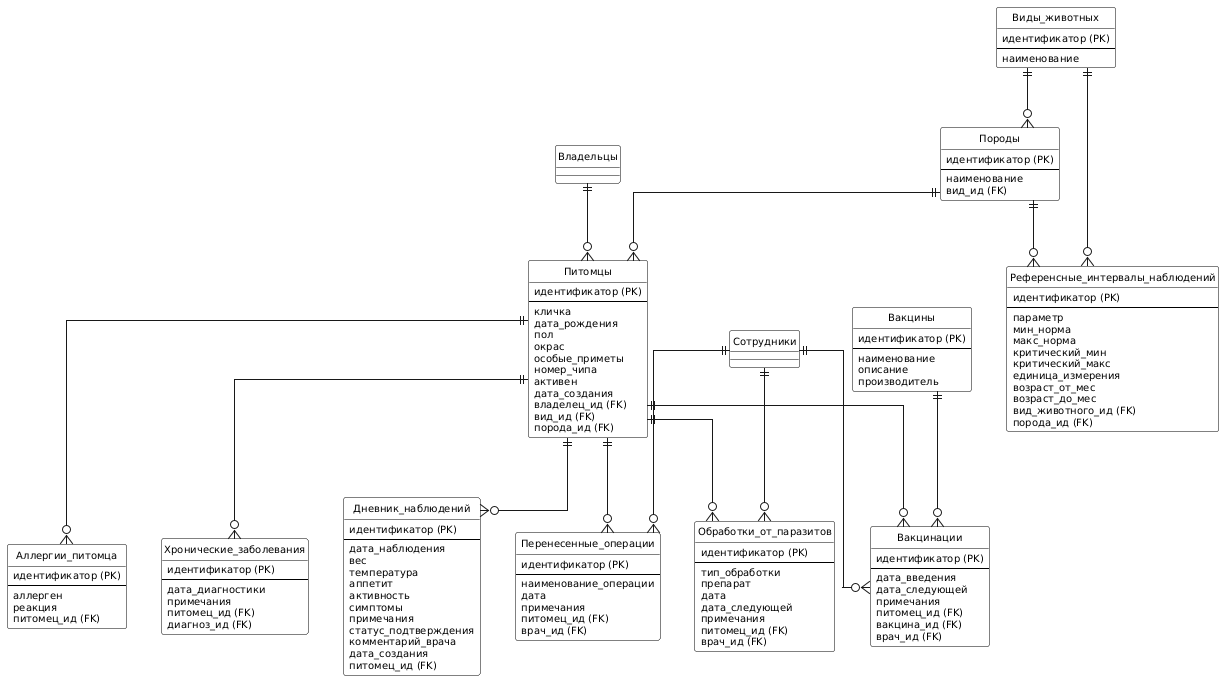 Виды_животных
идентификатор (PK)
наименование
Породы
идентификатор (PK)
наименование
вид_ид (FK)
Владельцы
Питомцы
идентификатор (PK)
кличка
дата_рождения
пол
окрас
особые_приметы
номер_чипа
активен
дата_создания
владелец_ид (FK)
вид_ид (FK)
порода_ид (FK)
Референсные_интервалы_наблюдений
идентификатор (PK)
параметр
мин_норма
макс_норма
критический_мин
критический_макс
единица_измерения
возраст_от_мес
возраст_до_мес
вид_животного_ид (FK)
порода_ид (FK)
Сотрудники
Вакцины
идентификатор (PK)
наименование
описание
производитель
Аллергии_питомца
идентификатор (PK)
аллерген
реакция
питомец_ид (FK)
Хронические_заболевания
идентификатор (PK)
дата_диагностики
примечания
питомец_ид (FK)
диагноз_ид (FK)
Дневник_наблюдений
идентификатор (PK)
дата_наблюдения
вес
температура
аппетит
активность
симптомы
примечания
статус_подтверждения
комментарий_врача
дата_создания
питомец_ид (FK)
Перенесенные_операции
идентификатор (PK)
наименование_операции
дата
примечания
питомец_ид (FK)
врач_ид (FK)
Обработки_от_паразитов
идентификатор (PK)
тип_обработки
препарат
дата
дата_следующей
примечания
питомец_ид (FK)
врач_ид (FK)
Вакцинации
идентификатор (PK)
дата_введения
дата_следующей
примечания
питомец_ид (FK)
вакцина_ид (FK)
врач_ид (FK)